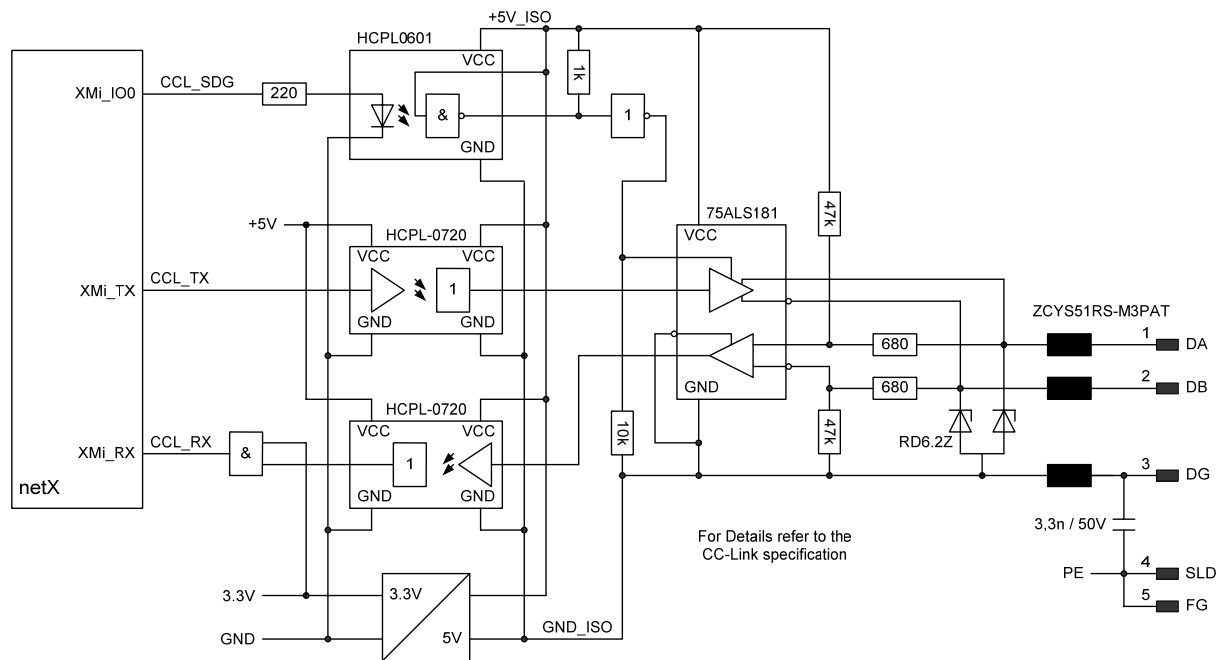 +5V_ISO
HCPL0601
VCC
CCL_SDG
XMi_IO0
220
&
1k
1
GND
47k
75ALS181
VCC
+5V
HCPL-0720
VCC
VCC
CCL_TX
XMi_TX
1
GND
GND
ZCYS51RS-M3PAT
680
1
DA
680
2
DB
GND
HCPL-0720
VCC
VCC
10k
47k
RD6.2Z
CCL_RX
XMi_RX
&
1
netX
GND
GND
3
DG
For Details refer to the
CC-Link specification
3,3n / 50V
PE
4
SLD
5
FG
3.3V
3.3V
GND
5V
GND_ISO